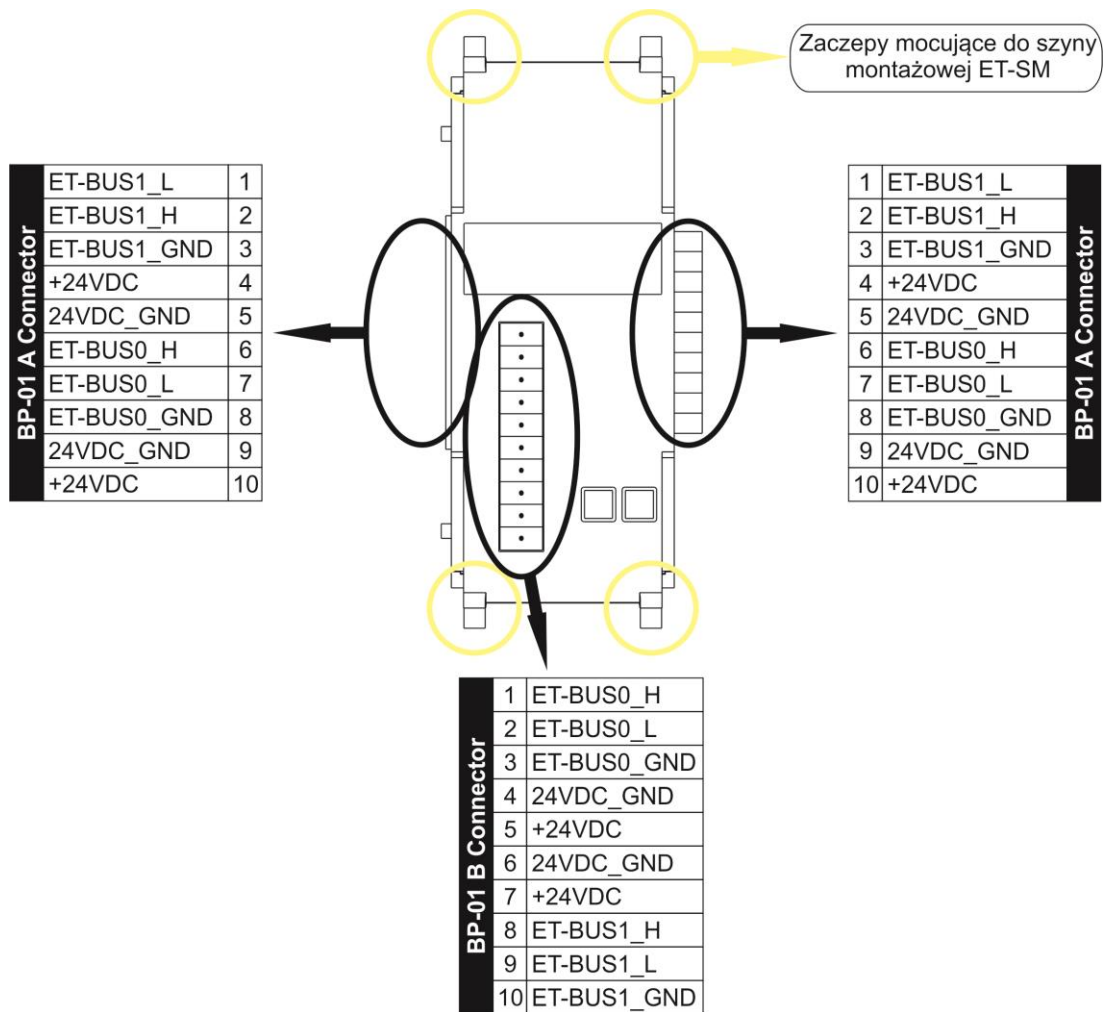 Zaczepy mocujące do szyny
montażowej ET-SM
BP-01 A Connector
ET-BUS1_L 1
ET-BUS1_H 2
ET-BUS1_GND 3
+24VDC 4
24VDC_GND 5
ET-BUS0_H 6
ET-BUS0_L 7
ET-BUS0_GND 8
24VDC_GND 9
+24VDC 10
1 ET-BUS1_L
2 ET-BUS1_H
3 ET-BUS1_GND
4 +24VDC
5 24VDC_GND
6 ET-BUS0_H
7 ET-BUS0_L
8 ET-BUS0_GND
9 24VDC_GND
10 +24VDC
BP-01 A Connector
BP-01 B Connector
1 ET-BUS0_H
2 ET-BUS0_L
3 ET-BUS0_GND
4 24VDC_GND
5 +24VDC
6 24VDC_GND
7 +24VDC
8 ET-BUS1_H
9 ET-BUS1_L
10 ET-BUS1_GND